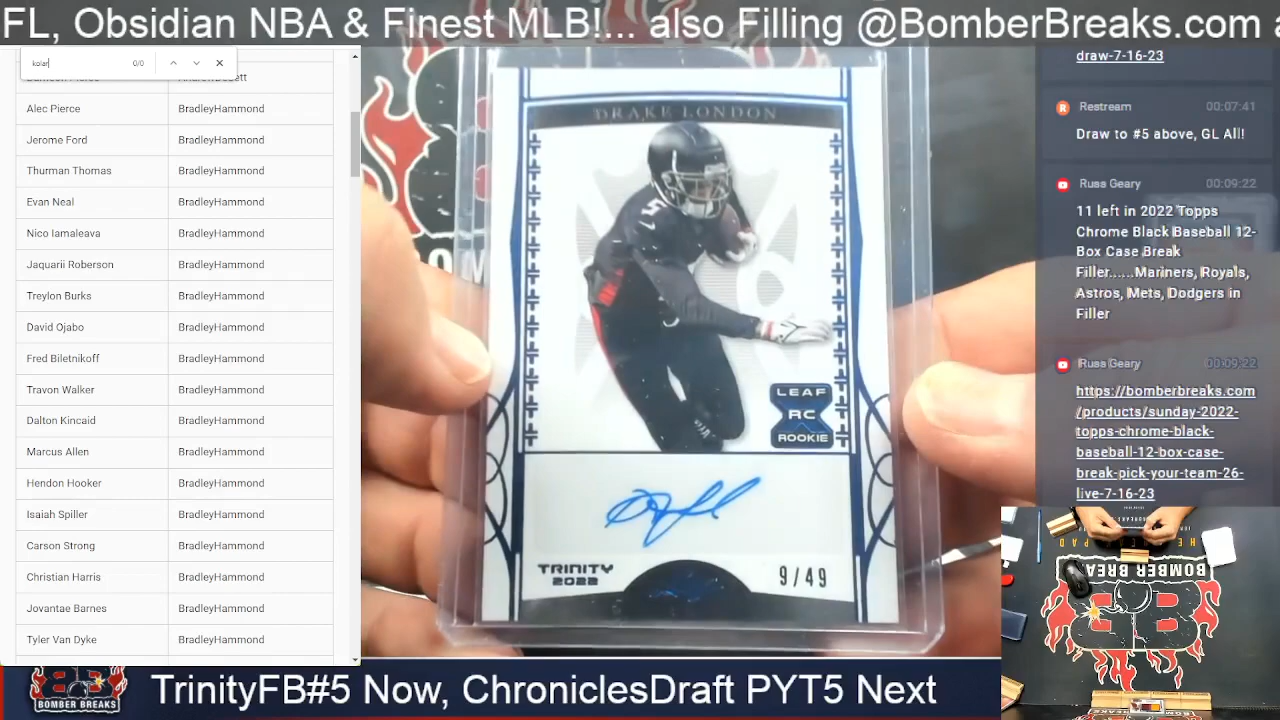 FL, Obsidian NBA & Finest MLB!... also Filling @BomberBreaks.com
kolar
0/0
Alec Pierce BradleyHammond
Jerome Ford BradleyHammond
Thurman Thomas BradleyHammond
Evan Neal BradleyHammond
Nico Iamaleava BradleyHammond
Jaquarii Roberson BradleyHammond
Treylon Burks BradleyHammond
David Ojabo BradleyHammond
Fred Biletnikoff BradleyHammond
Travon Walker BradleyHammond
Dalton Kincaid BradleyHammond
Marcus Allen BradleyHammond
Hendon Hooker BradleyHammond
Isaiah Spiller BradleyHammond
Carson Strong BradleyHammond
Christian Harris BradleyHammond
Jovantae Barnes BradleyHammond
Tyler Van Dyke BradleyHammond
DRAKE LONDON
5
LEAF
RC
ROOKIE
TRINITY
2022
9/49
draw-7-16-23
Restream 00:07:41
Draw to #5 above, GL All!
Russ Geary 00:09:22
11 left in 2022 Topps
Chrome Black Baseball 12-
Box Case Break
Filler......Mariners, Royals,
Astros, Mets, Dodgers in
Filler
Russ Geary 00:09:22
https://bomberbreaks.com
/products/sunday-2022-
topps-chrome-black-
baseball-12-box-case-
break-pick-your-team-26-
live-7-16-23
BOMBER BREAKS
TrinityFB#5 Now, ChroniclesDraft PYT5 Next